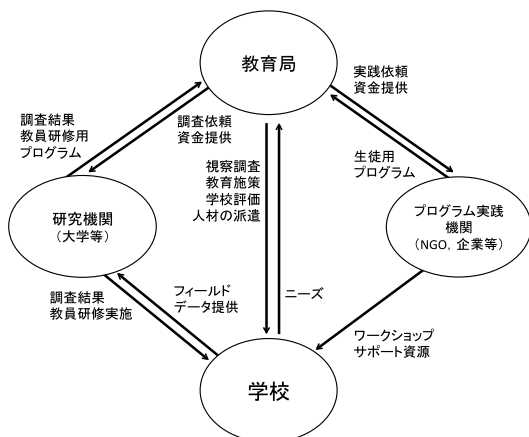 教育局
実践依頼
資金提供
調査結果
教員研修用
プログラム
調査依頼
資金提供
視察調査
教育施策
学校評価
人材の派遣
生徒用
プログラム
研究機関
（大学等）
プログラム実践
機関
（NGO，企業等）
調査結果
教員研修実施
フィールド
データ提供
ニーズ
ワークショップ
サポート資源
学校